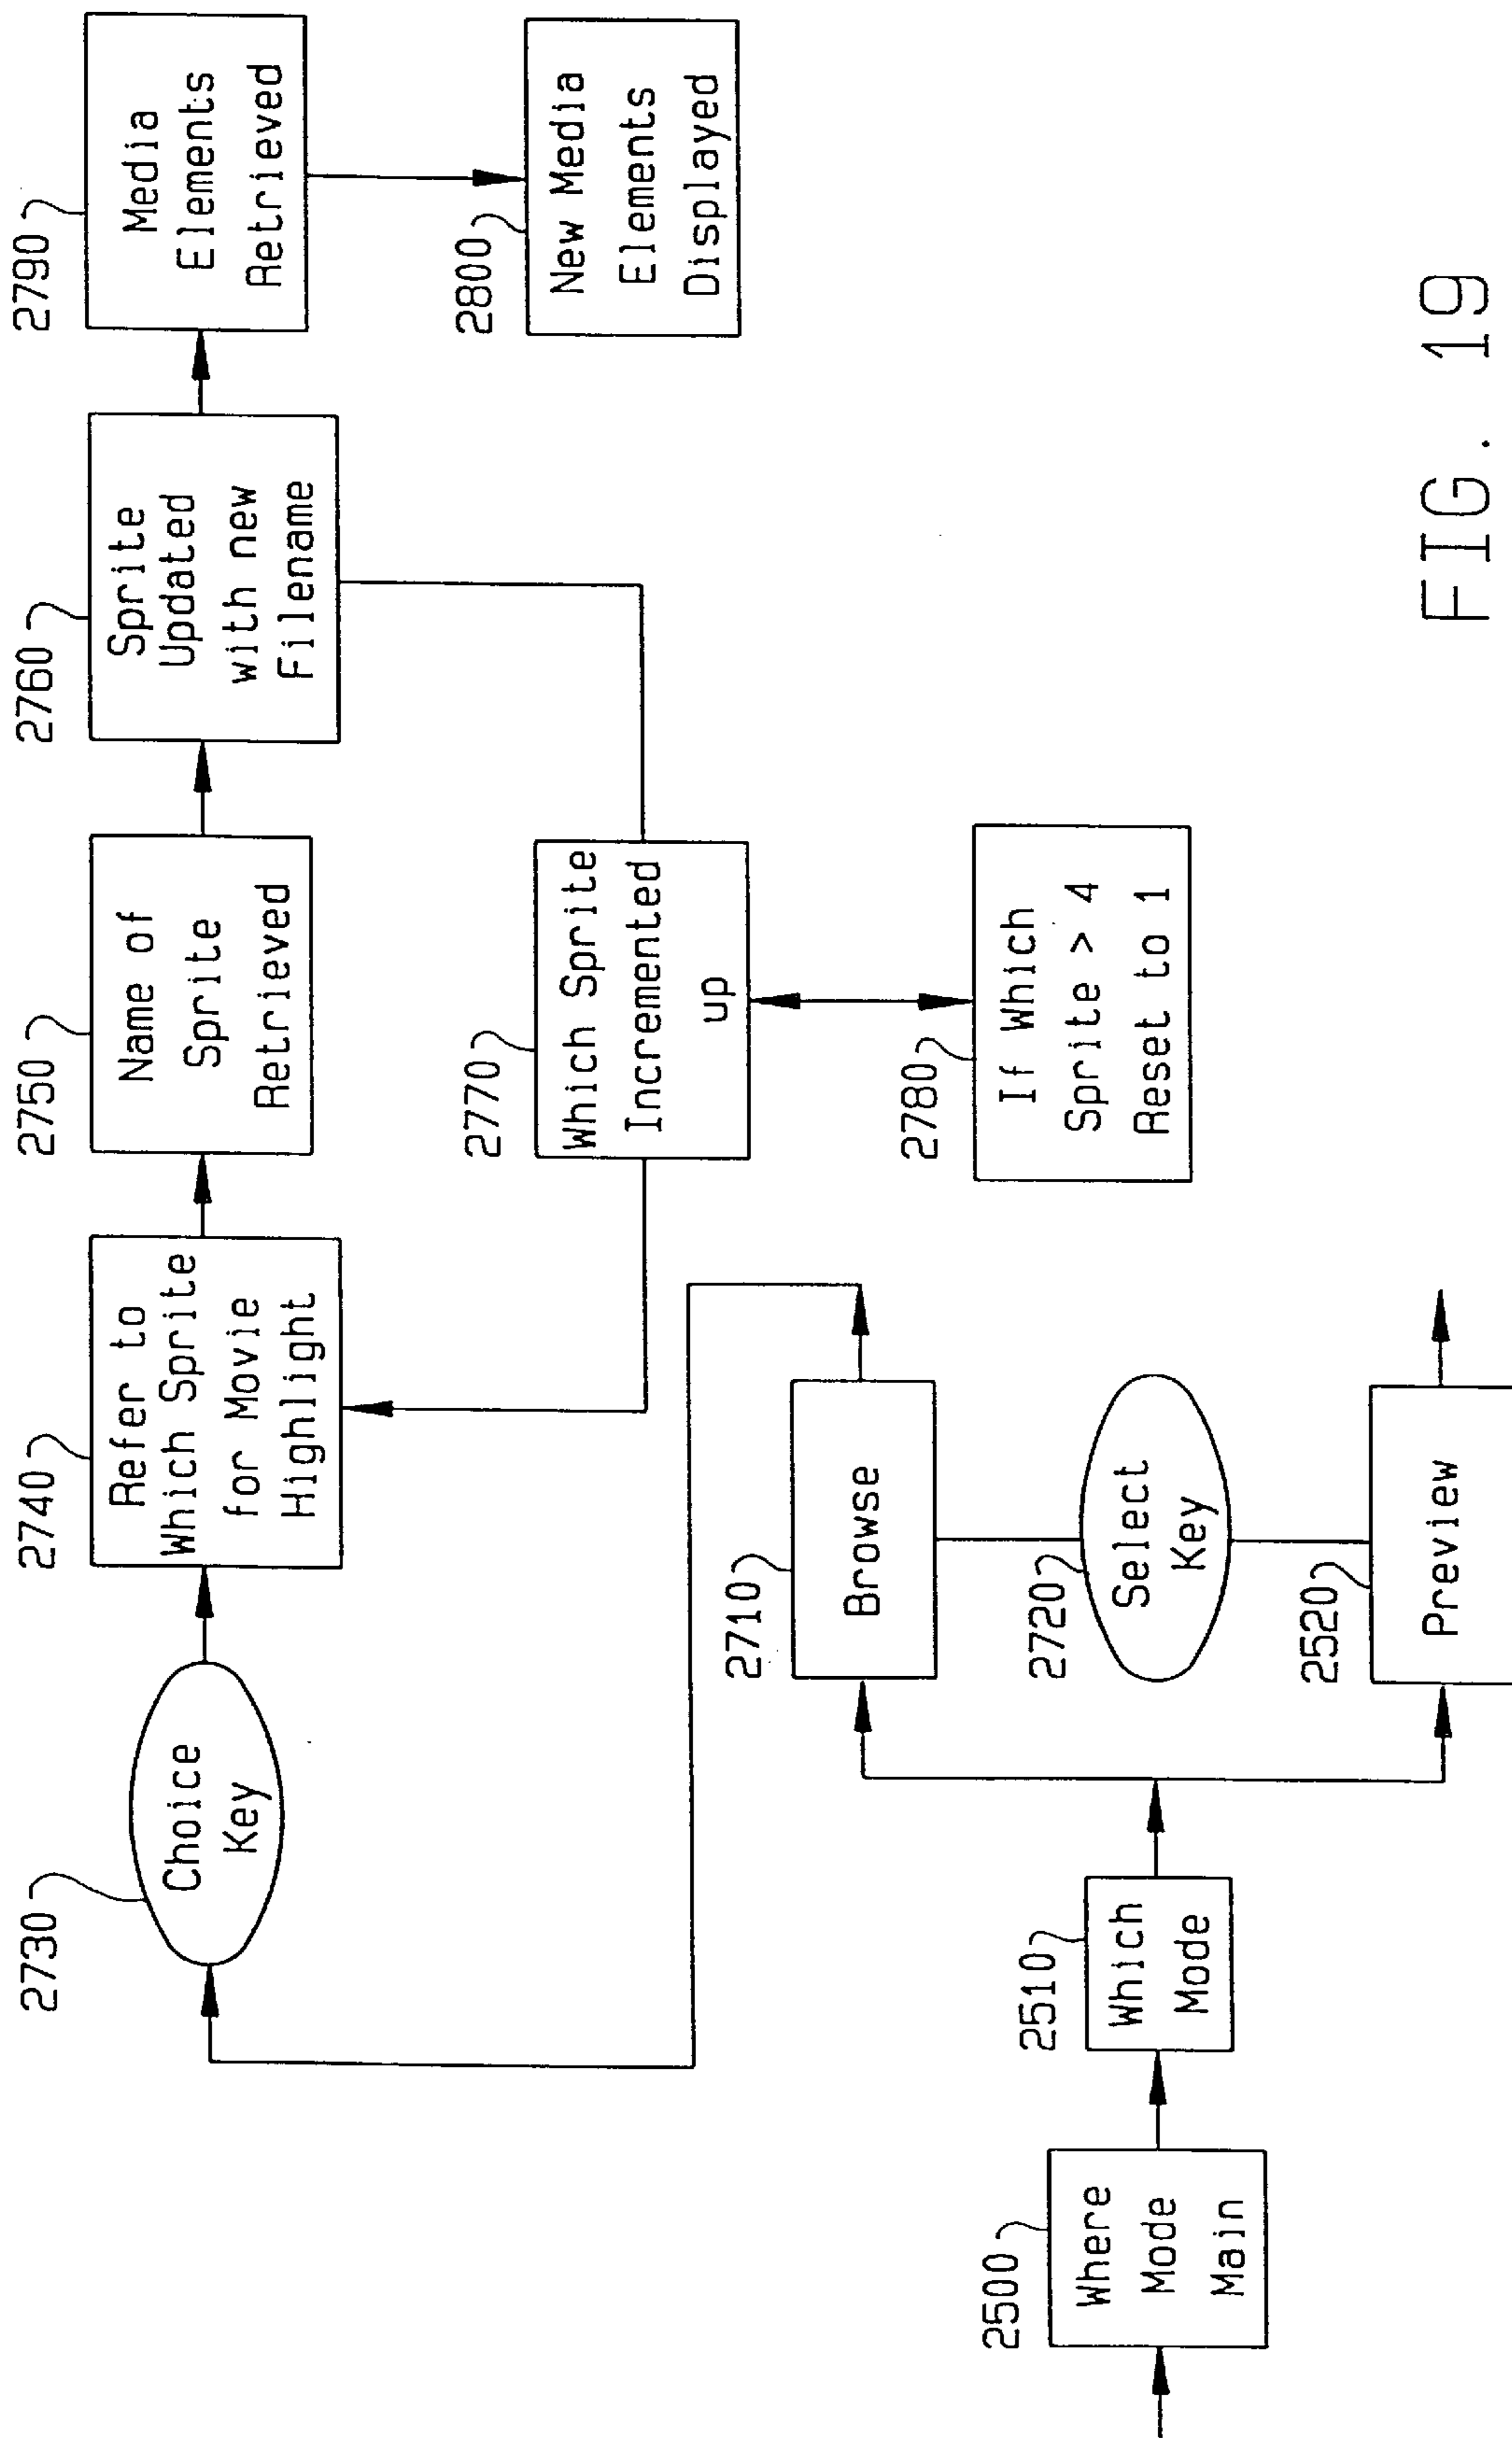 2730
Choice
Key
2740
Refer to
Which Sprite
for Movie
Highlight
2750
Name of
Sprite
Retrieved
2760
Sprite
Updated
with new
Filename
2790
Media
Elements
Retrieved
2770
Which Sprite
Incremented
up
2800
New Media
Elements
Displayed
2780
If Which
Sprite > 4
Reset to 1
2710
Browse
2720
Select
Key
2500
Where
Mode
Main
2510
Which
Mode
2520
Preview
FIG. 19